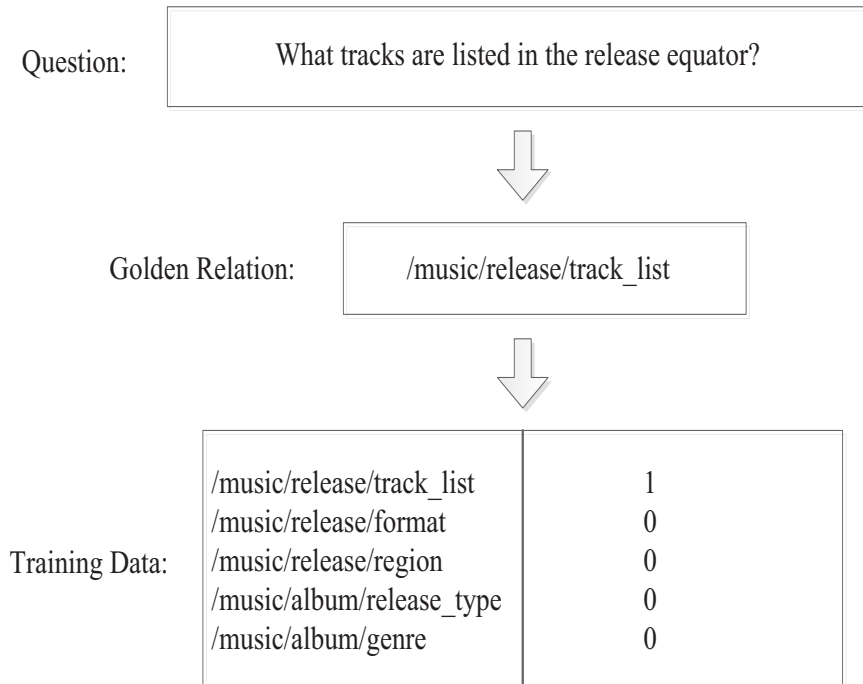 Question: What tracks are listed in the release equator?
Golden Relation: /music/release/track_list
/music/release/track_list 1
/music/release/format 0
Training Data: /music/release/region 0
/music/album/release_type 0
/music/album/genre 0